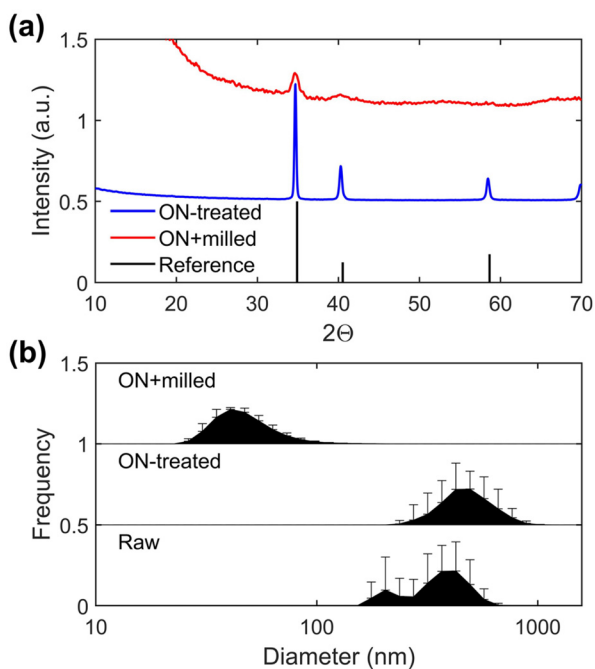 (a)
1.5
1
0.5
0
Intensity (a.u.)
ON-treated
ON+milled
Reference
10 20 30 40 50 60 70
2Θ
(b)
1.5
1
0.5
0
Frequency
ON+milled
ON-treated
Raw
10 100 1000
Diameter (nm)